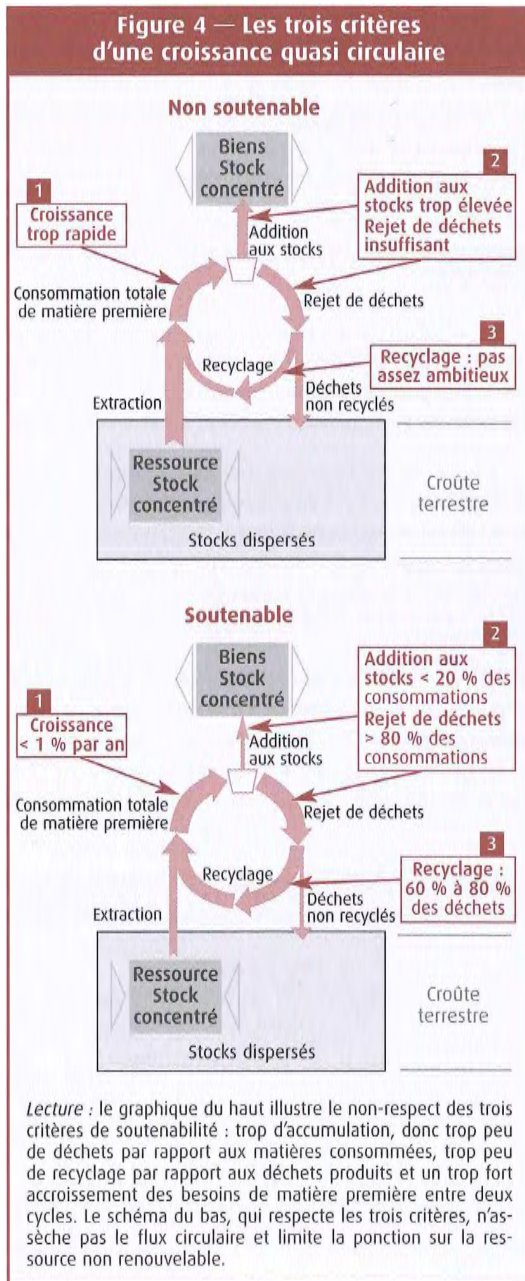 Figure 4 — Les trois critères
d'une croissance quasi circulaire
Non soutenable
Biens
Stock
concentré
1
Croissance
trop rapide
2
Addition aux
stocks trop élevée
Rejet de déchets
insuffisant
Addition
aux stocks
Consommation totale
de matière première
Rejet de déchets
3
Recyclage : pas
assez ambitieux
Recyclage
Extraction
Déchets
non recyclés
Ressource
Stock
concentré
Croûte
terrestre
Stocks dispersés
Soutenable
Biens
Stock
concentré
1
Croissance
< 1 % par an
2
Addition aux
stocks < 20 % des
consommations
Rejet de déchets
> 80 % des
consommations
Addition
aux stocks
Consommation totale
de matière première
Rejet de déchets
3
Recyclage :
60 % à 80 %
des déchets
Recyclage
Extraction
Déchets
non recyclés
Ressource
Stock
concentré
Croûte
terrestre
Stocks dispersés
Lecture : le graphique du haut illustre le non-respect des trois
critères de soutenabilité : trop d'accumulation, donc trop peu
de déchets par rapport aux matières consommées, trop peu
de recyclage par rapport aux déchets produits et un trop fort
accroissement des besoins de matière première entre deux
cycles. Le schéma du bas, qui respecte les trois critères, n'as-
sèche pas le flux circulaire et limite la ponction sur la res-
source non renouvelable.